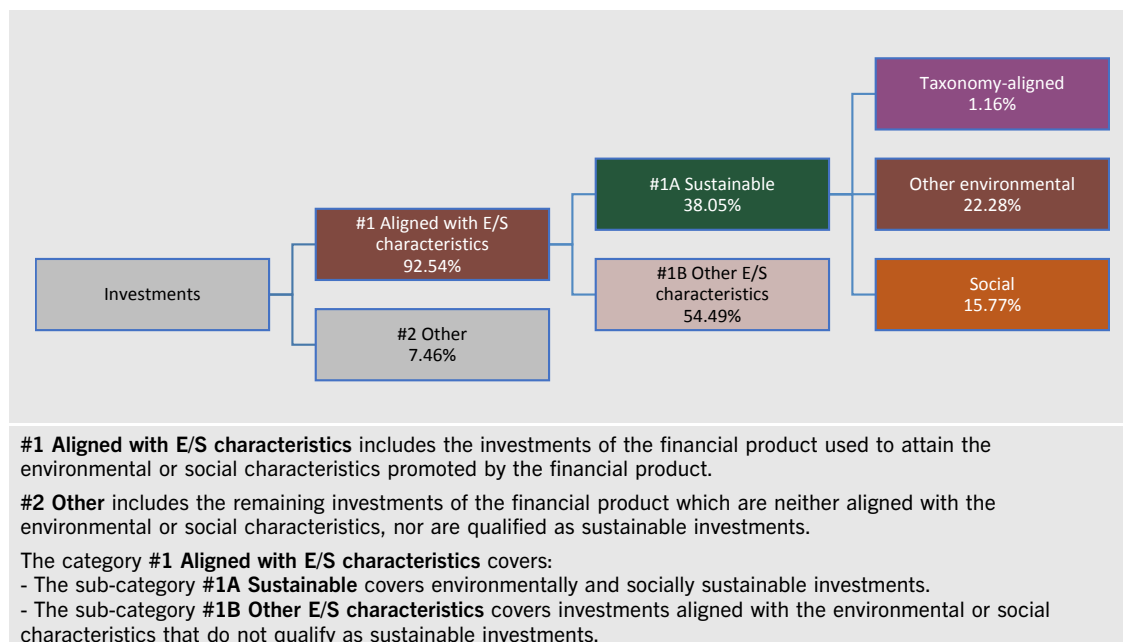 Taxonomy-aligned
1.16%
#1A Sustainable
38.05%
Other environmental
22.28%
#1 Aligned with E/S
characteristics
92.54%
Investments
#1B Other E/S
characteristics
54.49%
Social
15.77%
#2 Other
7.46%
#1 Aligned with E/S characteristics includes the investments of the financial product used to attain the
environmental or social characteristics promoted by the financial product.
#2 Other includes the remaining investments of the financial product which are neither aligned with the
environmental or social characteristics, nor are qualified as sustainable investments.
The category #1 Aligned with E/S characteristics covers:
- The sub-category #1A Sustainable covers environmentally and socially sustainable investments.
- The sub-category #1B Other E/S characteristics covers investments aligned with the environmental or social
characteristics that do not qualify as sustainable investments.